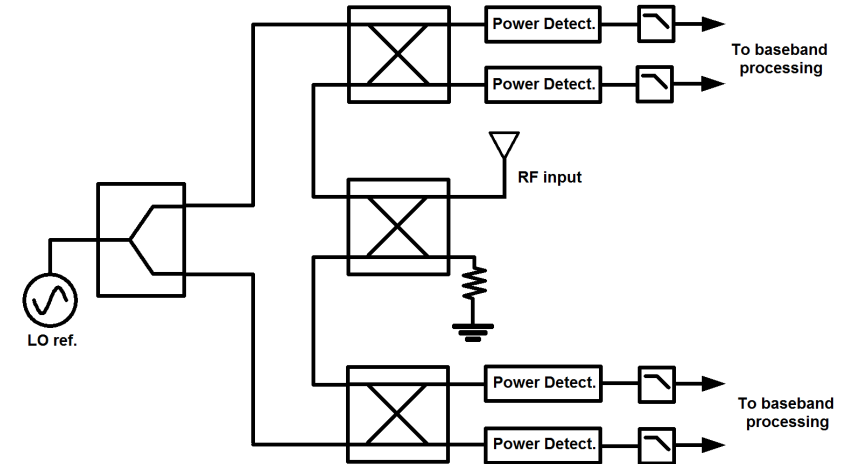 Power Detect.
Power Detect.
To baseband
processing
RF input
LO ref.
Power Detect.
Power Detect.
To baseband
processing